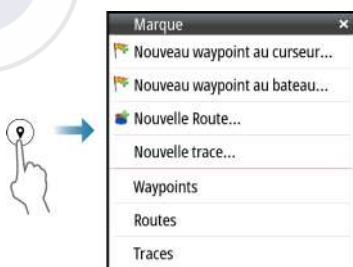 Marque ×
Nouveau waypoint au curseur...
Nouveau waypoint au bateau...
Nouvelle Route...
Nouvelle trace...
Waypoints
Routes
Traces